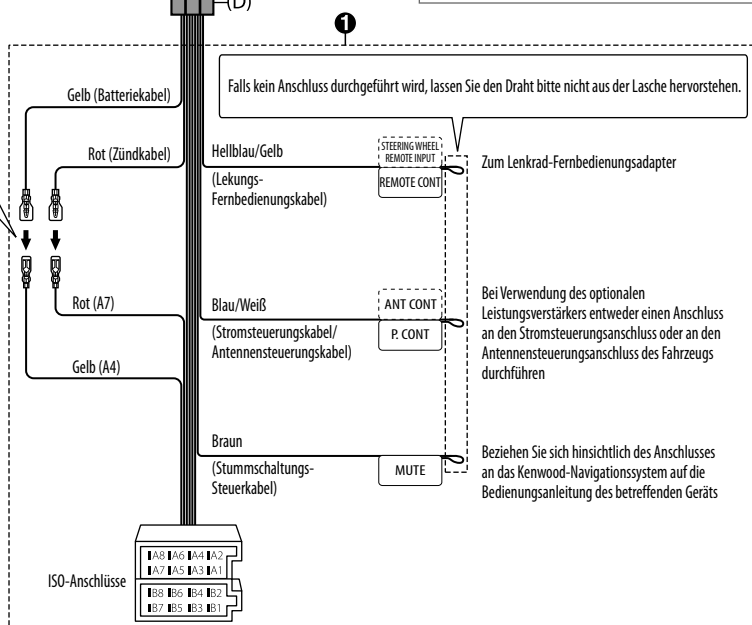 (D)
1
Falls kein Anschluss durchgeführt wird, lassen Sie den Draht bitte nicht aus der Lasche hervorstehen.
Gelb (Batteriekabel)
Rot (Zündkabel)
Hellblau/Gelb
(Lekungs-
Fernbedienungskabel)
STEERING WHEEL
REMOTE INPUT
REMOTE CONT
Zum Lenkrad-Fernbedienungsadapter
Rot (A7)
Gelb (A4)
Blau/Weiß
(Stromsteuerungskabel/
Antennensteuerungskabel)
ANT CONT
P. CONT
Bei Verwendung des optionalen
Leistungsverstärkers entweder einen Anschluss
an den Stromsteuerungsanschluss oder an den
Antennensteuerungsanschluss des Fahrzeugs
durchführen
Braun
(Stummschaltungs-
Steuerkabel)
MUTE
Beziehen Sie sich hinsichtlich des Anschlusses
an das Kenwood-Navigationssystem auf die
Bedienungsanleitung des betreffenden Geräts
ISO-Anschlüsse
A8 A6 A4 A2
A7 A5 A3 A1
B8 B6 B4 B2
B7 B5 B3 B1